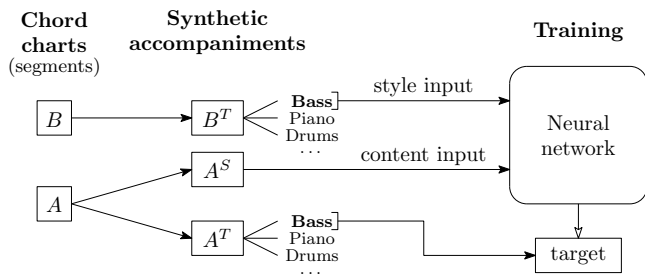 Chord
charts
(segments)
Synthetic
accompaniments
Training
B
B^T
Bass
Piano
Drums
...
style input
A
A^S
content input
Neural
network
A^T
Bass
Piano
Drums
...
target